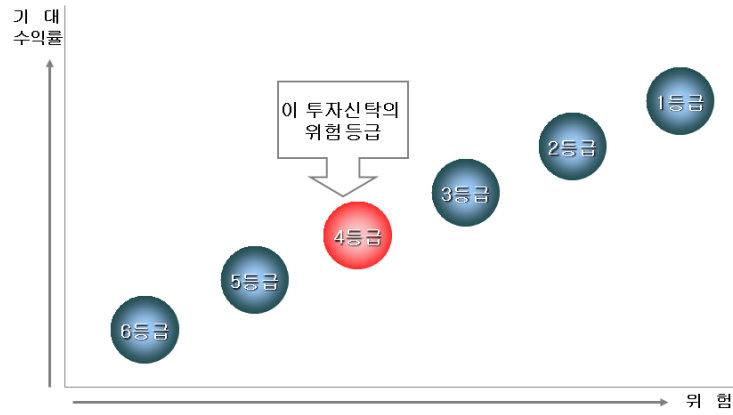 기 대
수익률
이 투자신탁의
위험등급
1등급
2등급
3등급
4등급
5등급
6등급
위 험